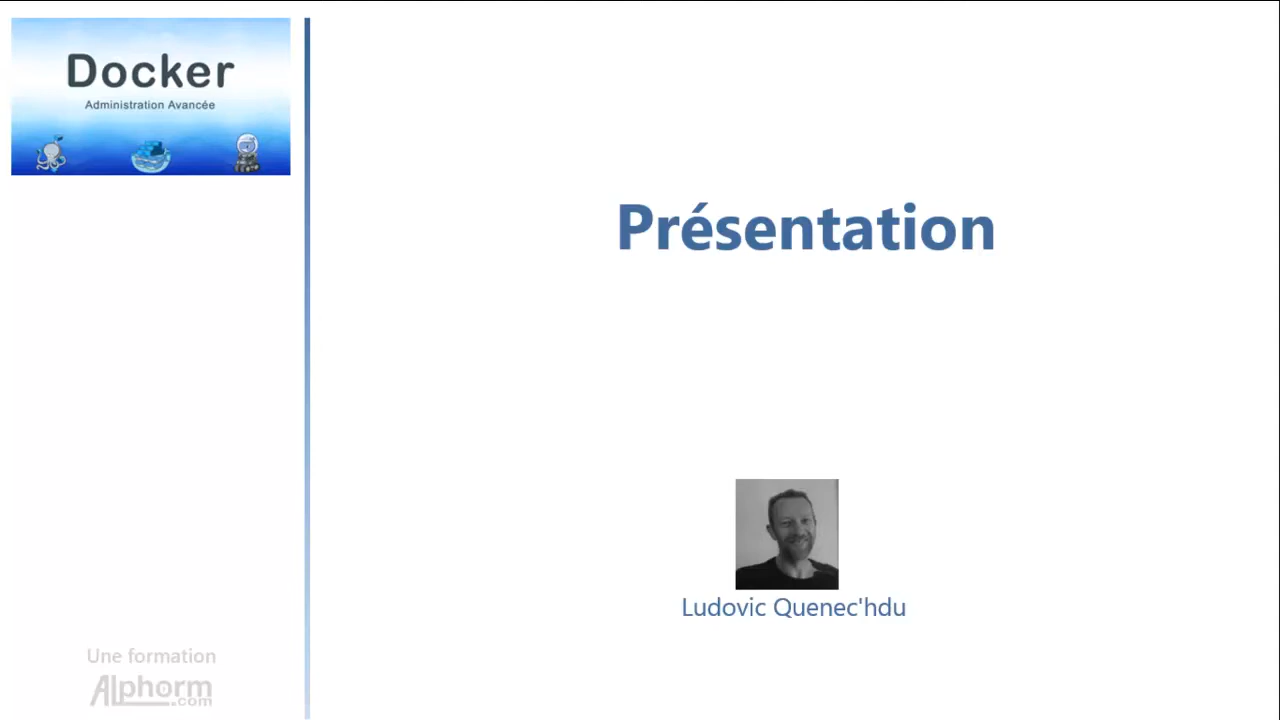 Docker
Administration Avancée
Présentation
Ludovic Quenec'hdu
Une formation
Alphorm
.com